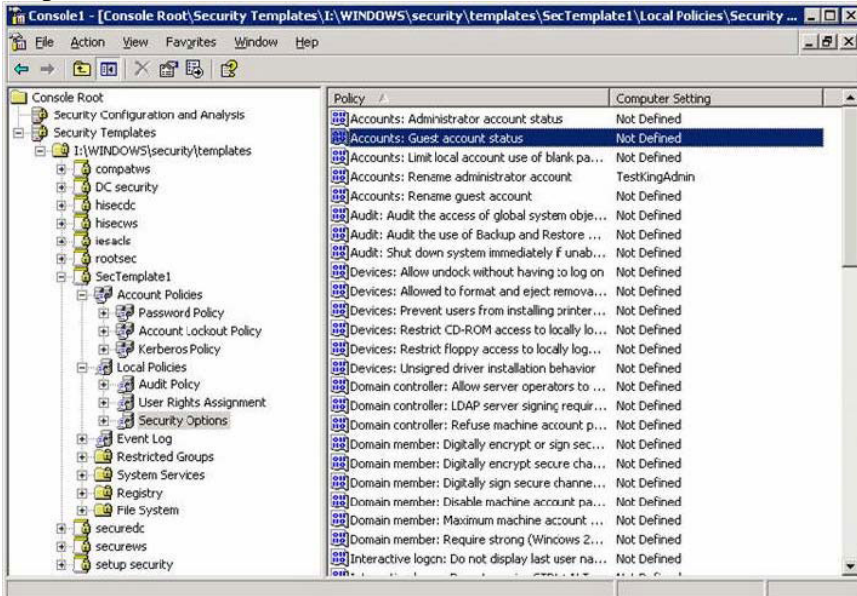 Console1 - [Console Root\Security Templates\I:\WINDOWS\security\templates\SecTemplate1\Local Policies\Security ...
File Action View Favorites Window Help
Console Root
Security Configuration and Analysis
Security Templates
I:\WINDOWS\security\templates
compatws
DC security
hisecdc
hisecws
iesacls
rootsec
SecTemplate1
Account Policies
Password Policy
Account Lockout Policy
Kerberos Policy
Local Policies
Audit Policy
User Rights Assignment
Security Options
Event Log
Restricted Groups
System Services
Registry
File System
securedc
securews
setup security
Policy Computer Setting
Accounts: Administrator account status Not Defined
Accounts: Guest account status Not Defined
Accounts: Limit local account use of blank pa... Not Defined
Accounts: Rename administrator account TestKingAdmin
Accounts: Rename guest account Not Defined
Audit: Audit the access of global system obje... Not Defined
Audit: Audit the use of Backup and Restore ... Not Defined
Audit: Shut down system immediately if unab... Not Defined
Devices: Allow undock without having to log on Not Defined
Devices: Allowed to format and eject remova... Not Defined
Devices: Prevent users from installing printer... Not Defined
Devices: Restrict CD-ROM access to locally lo... Not Defined
Devices: Restrict floppy access to locally log... Not Defined
Devices: Unsigned driver installation behavior Not Defined
Domain controller: Allow server operators to ... Not Defined
Domain controller: LDAP server signing requir... Not Defined
Domain controller: Refuse machine account p... Not Defined
Domain member: Digitally encrypt or sign sec... Not Defined
Domain member: Digitally encrypt secure cha... Not Defined
Domain member: Digitally sign secure channe... Not Defined
Domain member: Disable machine account pa... Not Defined
Domain member: Maximum machine account ... Not Defined
Domain member: Require strong (Windows 2... Not Defined
Interactive logon: Do not display last user na... Not Defined